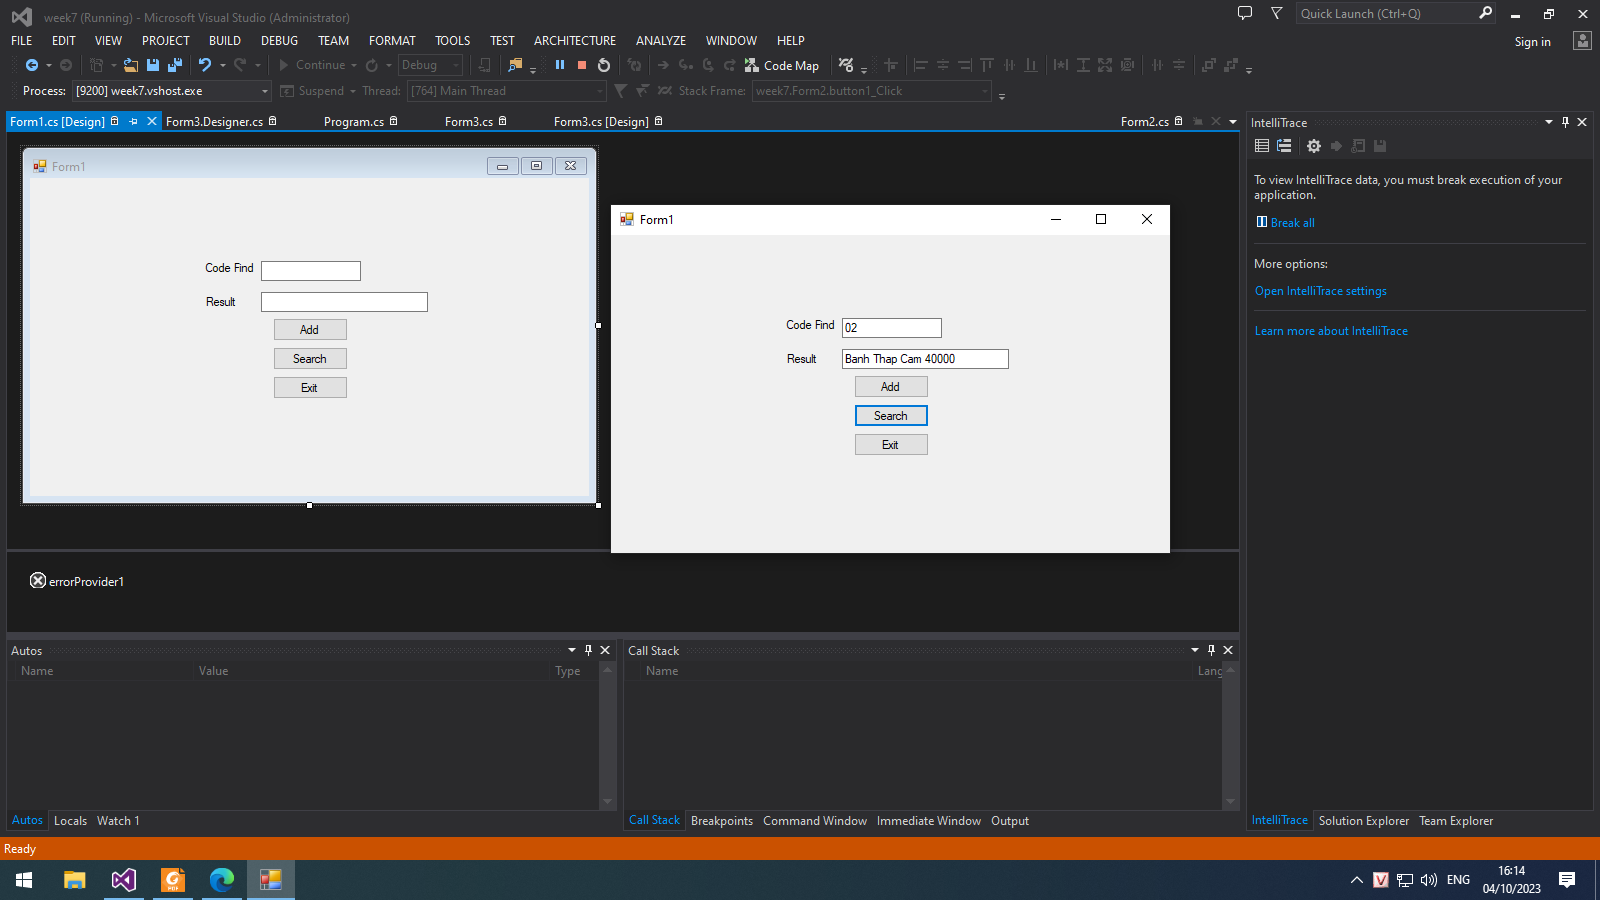 week7 (Running) - Microsoft Visual Studio (Administrator)
Quick Launch (Ctrl+Q)
FILE EDIT VIEW PROJECT BUILD DEBUG TEAM FORMAT TOOLS TEST ARCHITECTURE ANALYZE WINDOW HELP
Sign in
Continue Debug Code Map
Process: [9200] week7.vshost.exe Suspend Thread: [764] Main Thread Stack Frame: week7.Form2.button1_Click
Form1.cs [Design] Form3.Designer.cs Program.cs Form3.cs Form3.cs [Design] Form2.cs
Form1
Code Find
Result
Add
Search
Exit
Form1
Code Find 02
Result Banh Thap Cam 40000
Add
Search
Exit
errorProvider1
IntelliTrace
To view IntelliTrace data, you must break execution of your
application.
Break all
More options:
Open IntelliTrace settings
Learn more about IntelliTrace
Autos
Name Value Type
Autos Locals Watch 1
Call Stack
Name Lang
Call Stack Breakpoints Command Window Immediate Window Output
IntelliTrace Solution Explorer Team Explorer
Ready
PDF
V ENG
16:14
04/10/2023